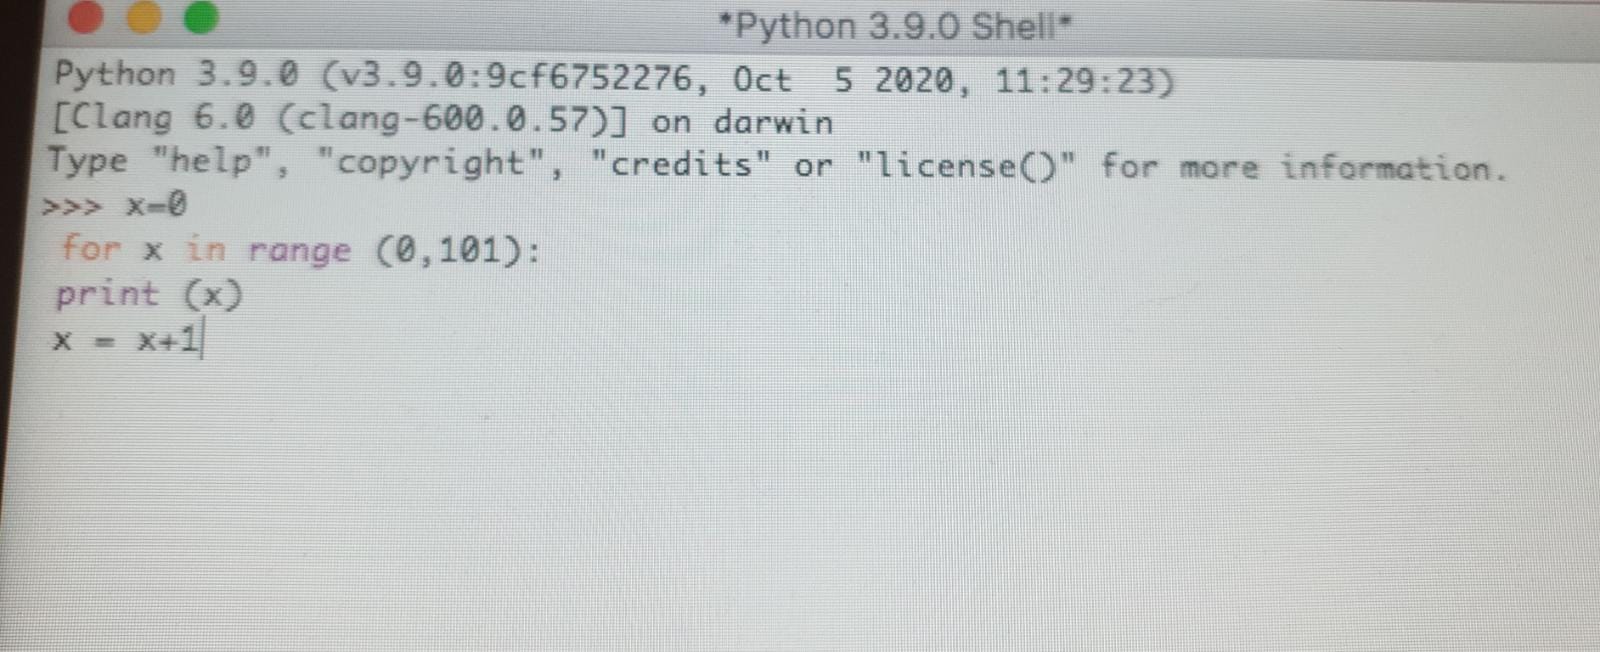 *Python 3.9.0 Shell*
Python 3.9.0 (v3.9.0:9cf6752276, Oct  5 2020, 11:29:23)
[Clang 6.0 (clang-600.0.57)] on darwin
Type "help", "copyright", "credits" or "license()" for more information.
>>> x=0
for x in range (0,101):
print (x)
x = x+1